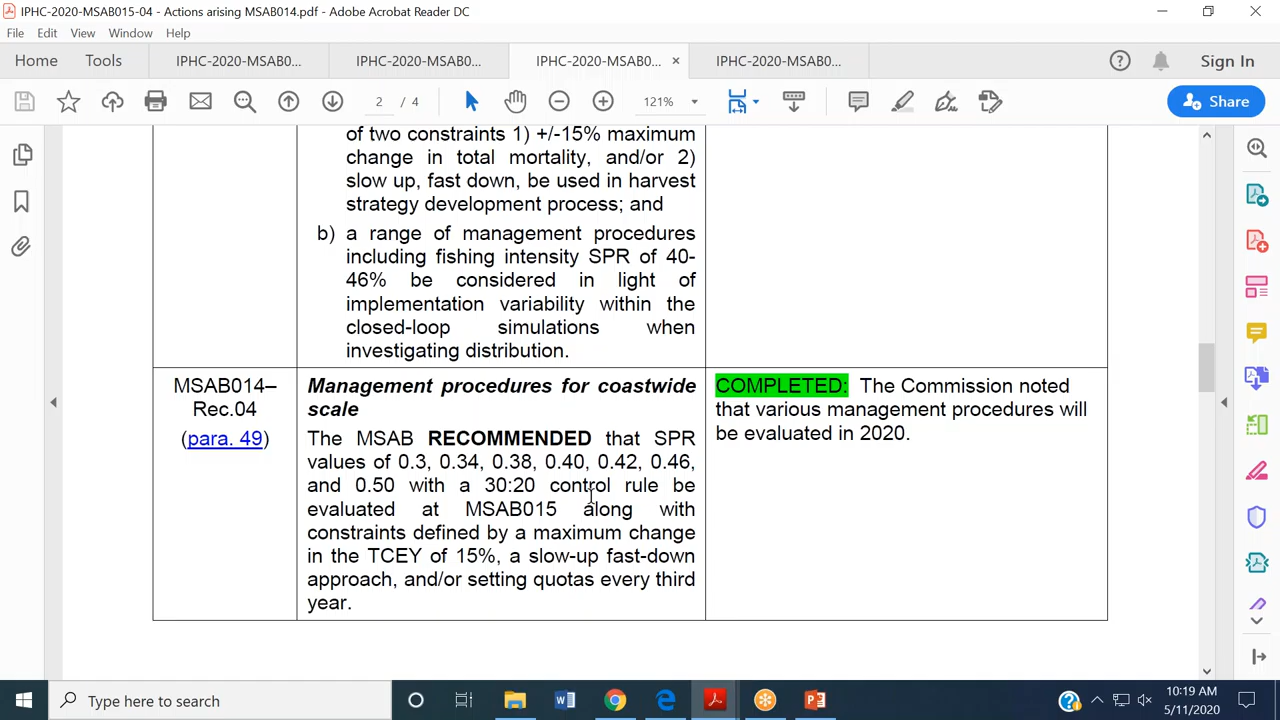 IPHC-2020-MSAB015-04 - Actions arising MSAB014.pdf - Adobe Acrobat Reader DC
File Edit View Window Help
Home Tools IPHC-2020-MSAB0... IPHC-2020-MSAB0... IPHC-2020-MSAB0... × IPHC-2020-MSAB0... Sign In
2 / 4 121% Share
of two constraints 1) +/-15% maximum
change in total mortality, and/or 2)
slow up, fast down, be used in harvest
strategy development process; and
b) a range of management procedures
including fishing intensity SPR of 40-
46% be considered in light of
implementation variability within the
closed-loop simulations when
investigating distribution.
MSAB014–
Rec.04
(para. 49)
Management procedures for coastwide
scale
The MSAB RECOMMENDED that SPR
values of 0.3, 0.34, 0.38, 0.40, 0.42, 0.46,
and 0.50 with a 30:20 control rule be
evaluated at MSAB015 along with
constraints defined by a maximum change
in the TCEY of 15%, a slow-up fast-down
approach, and/or setting quotas every third
year.
COMPLETED: The Commission noted
that various management procedures will
be evaluated in 2020.
Type here to search
10:19 AM
5/11/2020